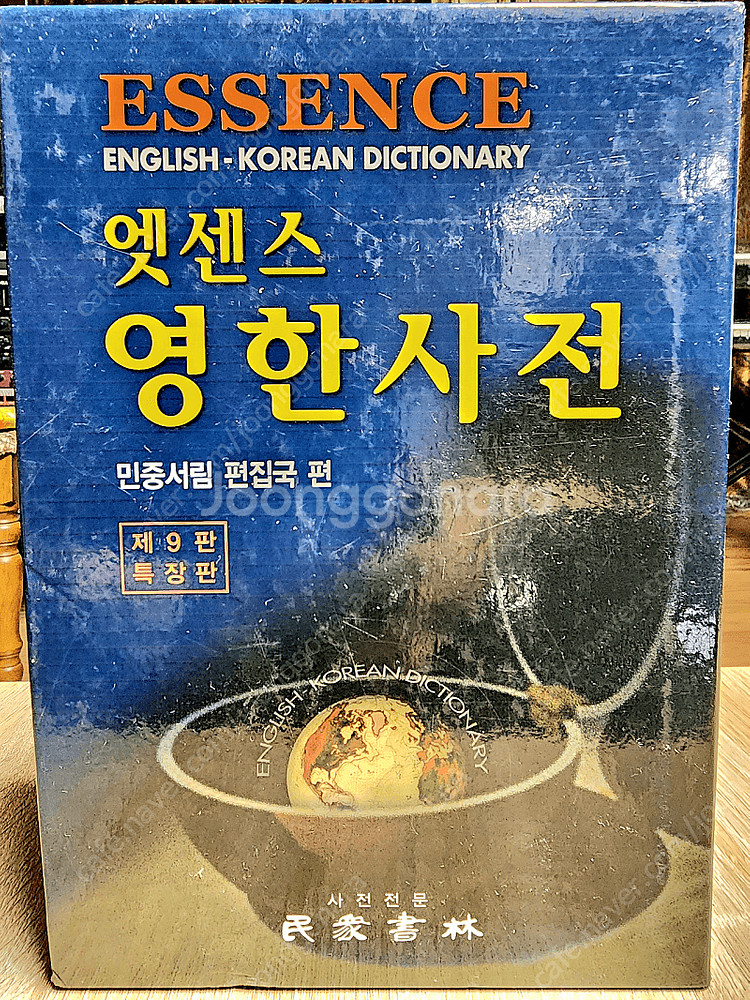 ESSENCE
ENGLISH-KOREAN DICTIONARY
엣센스
영한사전
민중서림 편집국 편
Joonggonara
제9판
특장판
ENGLISH-KOREAN DICTIONARY
사전전문
民衆書林